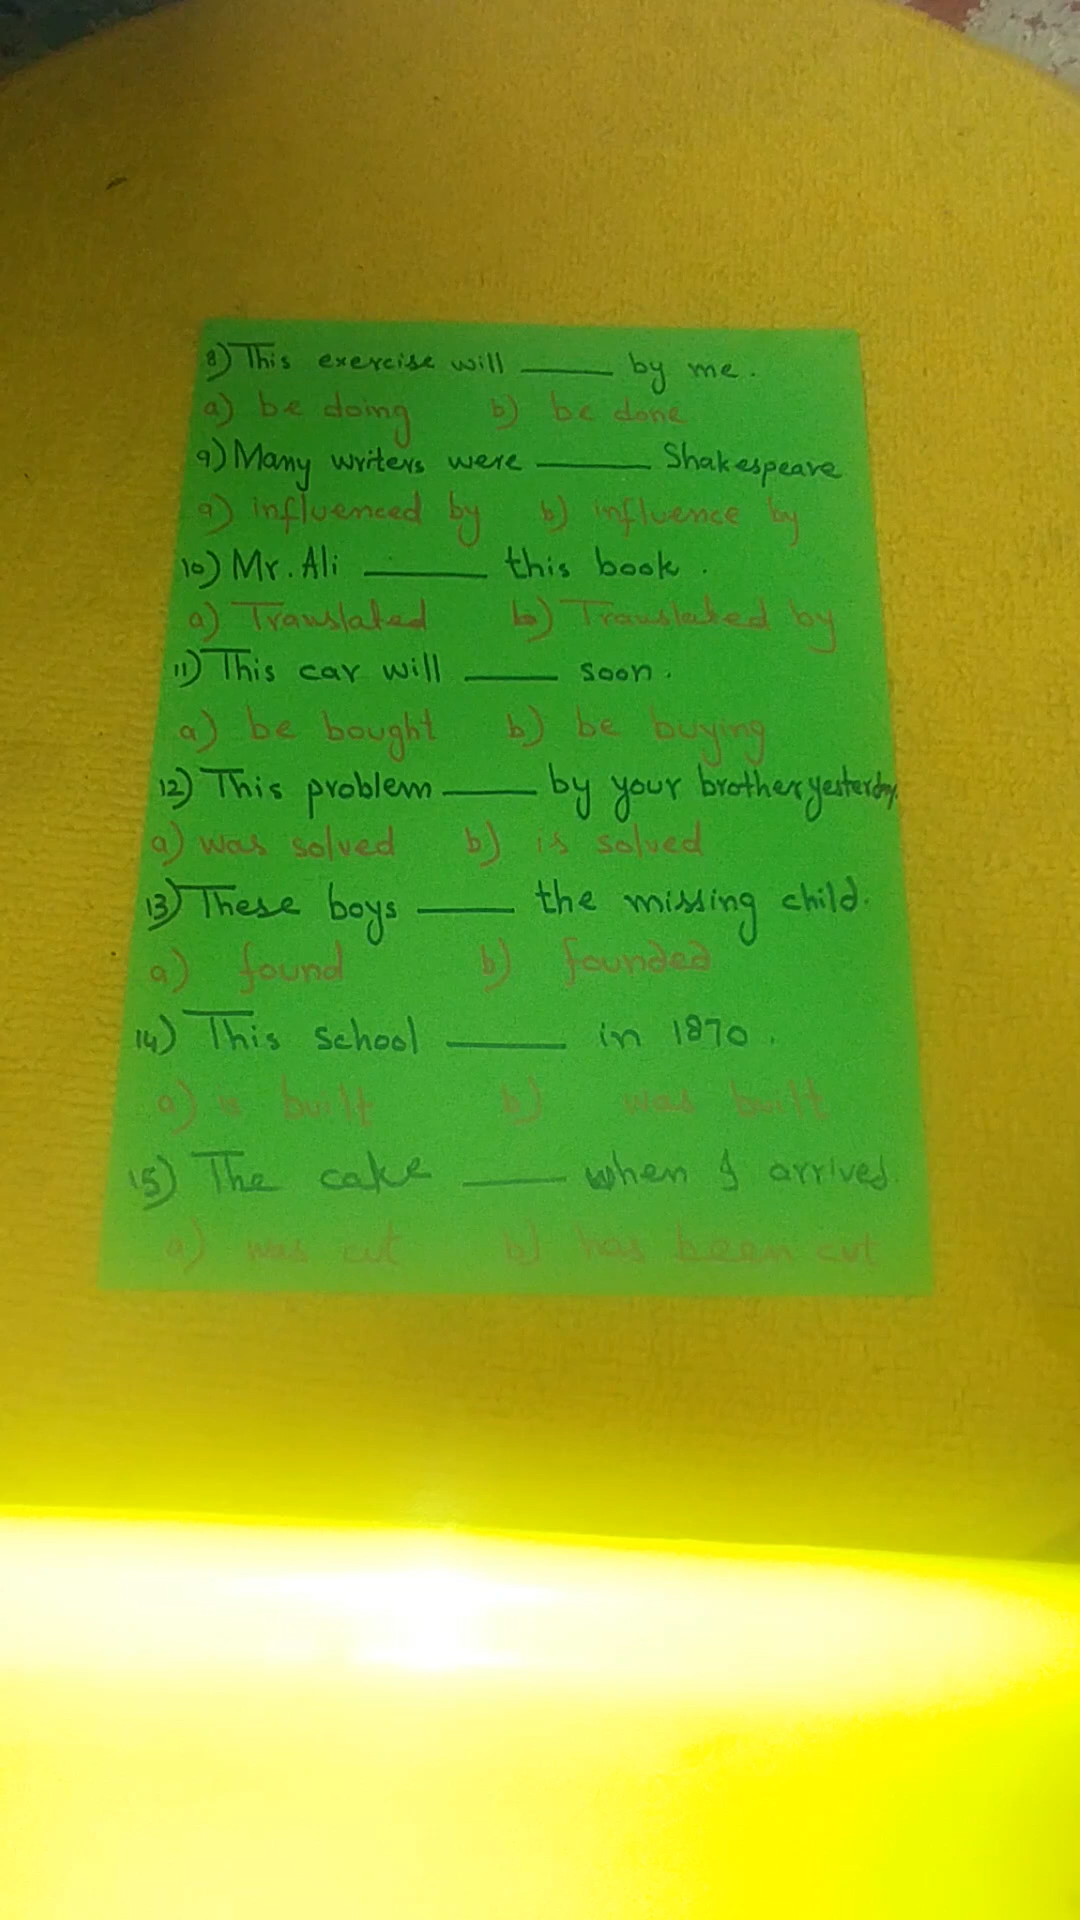 8) This exercise will ____ by me.
a) be doing b) be done
9) Many writers were ____ Shakespeare
a) influenced by b) influence by
10) Mr. Ali ____ this book.
a) Translated b) Translated by
11) This car will ____ soon.
a) be bought b) be buying
12) This problem ____ by your brother yesterday.
a) was solved b) is solved
13) These boys ____ the missing child.
a) found b) founded
14) This school ____ in 1870.
a) is built b) was built
15) The cake ____ when I arrived.
a) was cut b) has been cut